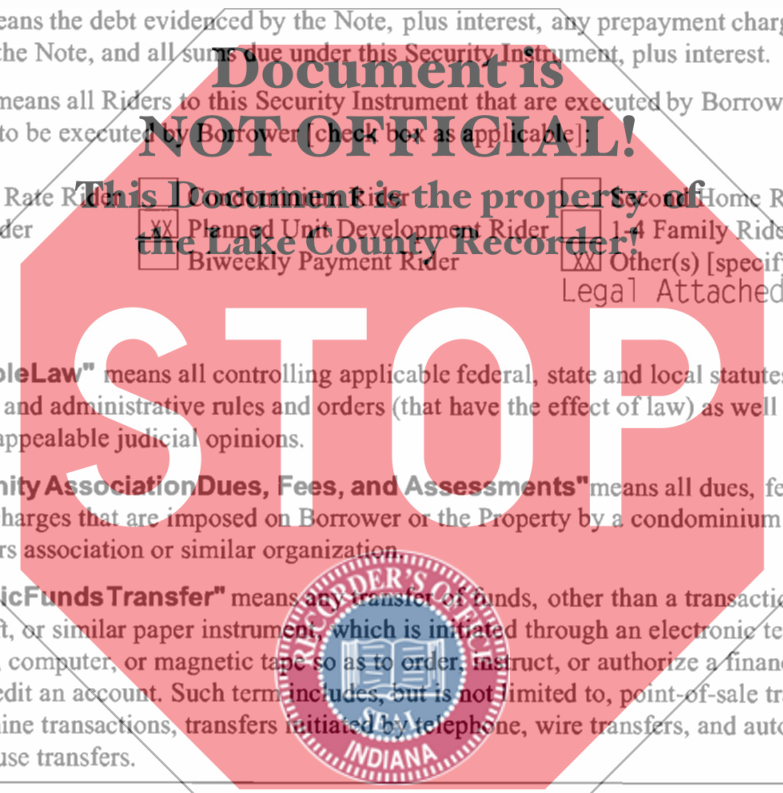 eans the debt evidenced by the Note, plus interest, any prepayment charg
the Note, and all sums due under this Security Instrument, plus interest.
Document is
means all Riders to this Security Instrument that are executed by Borrow
to be executed by Borrower [check box as applicable]:
NOT OFFICIAL!
Rate Rider Condominium Rider Second Home R
This Document is the property of
der XX Planned Unit Development Rider 1-4 Family Ride
the Lake County Recorder!
Biweekly Payment Rider XX Other(s) [specif
Legal Attached
STOP
bleLaw" means all controlling applicable federal, state and local statutes
and administrative rules and orders (that have the effect of law) as well
appealable judicial opinions.
nity AssociationDues, Fees, and Assessments"means all dues, fe
harges that are imposed on Borrower or the Property by a condominium
rs association or similar organization.
icFundsTransfer" means any transfer of funds, other than a transactio
ft, or similar paper instrument, which is initiated through an electronic te
computer, or magnetic tape so as to order, instruct, or authorize a financ
edit an account. Such term includes, but is not limited to, point-of-sale tr
ine transactions, transfers initiated by telephone, wire transfers, and auto
use transfers.
RECORDER'S OFFICE
SEAL
INDIANA